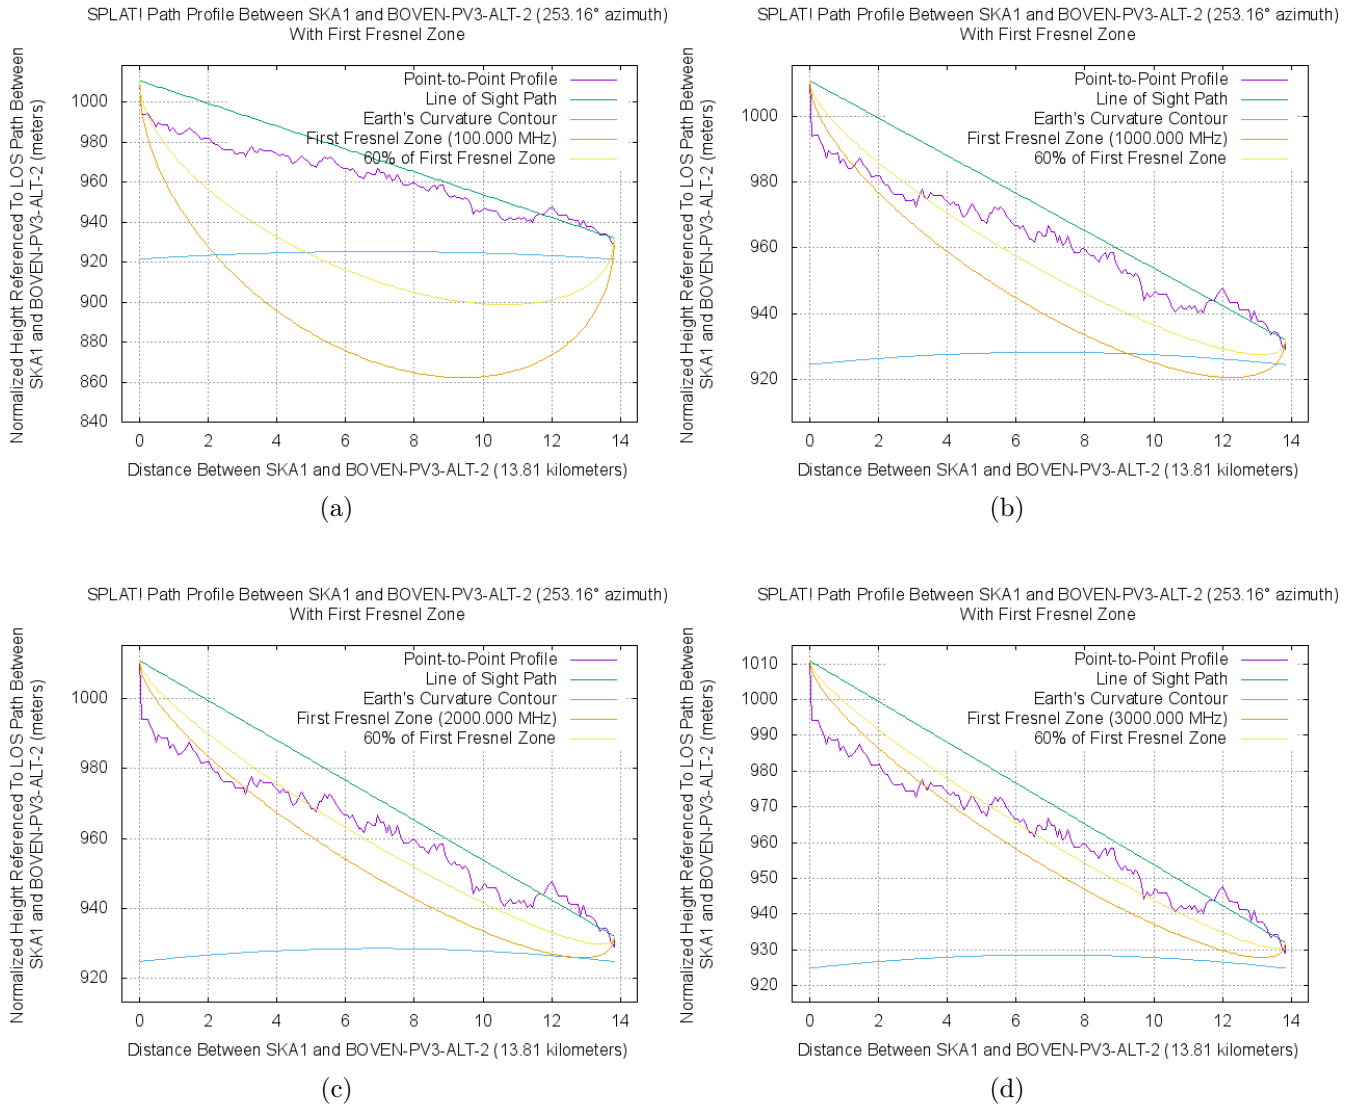 SPLAT! Path Profile Between SKA1 and BOVEN-PV3-ALT-2 (253.16° azimuth)
With First Fresnel Zone
Normalized Height Referenced To LOS Path Between
SKA1 and BOVEN-PV3-ALT-2 (meters)
Point-to-Point Profile
Line of Sight Path
Earth's Curvature Contour
First Fresnel Zone (100.000 MHz)
60% of First Fresnel Zone
1000
980
960
940
920
900
880
860
840
0 2 4 6 8 10 12 14
Distance Between SKA1 and BOVEN-PV3-ALT-2 (13.81 kilometers)
(a)
SPLAT! Path Profile Between SKA1 and BOVEN-PV3-ALT-2 (253.16° azimuth)
With First Fresnel Zone
Normalized Height Referenced To LOS Path Between
SKA1 and BOVEN-PV3-ALT-2 (meters)
Point-to-Point Profile
Line of Sight Path
Earth's Curvature Contour
First Fresnel Zone (1000.000 MHz)
60% of First Fresnel Zone
1000
980
960
940
920
0 2 4 6 8 10 12 14
Distance Between SKA1 and BOVEN-PV3-ALT-2 (13.81 kilometers)
(b)
SPLAT! Path Profile Between SKA1 and BOVEN-PV3-ALT-2 (253.16° azimuth)
With First Fresnel Zone
Normalized Height Referenced To LOS Path Between
SKA1 and BOVEN-PV3-ALT-2 (meters)
Point-to-Point Profile
Line of Sight Path
Earth's Curvature Contour
First Fresnel Zone (2000.000 MHz)
60% of First Fresnel Zone
1000
980
960
940
920
0 2 4 6 8 10 12 14
Distance Between SKA1 and BOVEN-PV3-ALT-2 (13.81 kilometers)
(c)
SPLAT! Path Profile Between SKA1 and BOVEN-PV3-ALT-2 (253.16° azimuth)
With First Fresnel Zone
Normalized Height Referenced To LOS Path Between
SKA1 and BOVEN-PV3-ALT-2 (meters)
Point-to-Point Profile
Line of Sight Path
Earth's Curvature Contour
First Fresnel Zone (3000.000 MHz)
60% of First Fresnel Zone
1010
1000
990
980
970
960
950
940
930
920
0 2 4 6 8 10 12 14
Distance Between SKA1 and BOVEN-PV3-ALT-2 (13.81 kilometers)
(d)